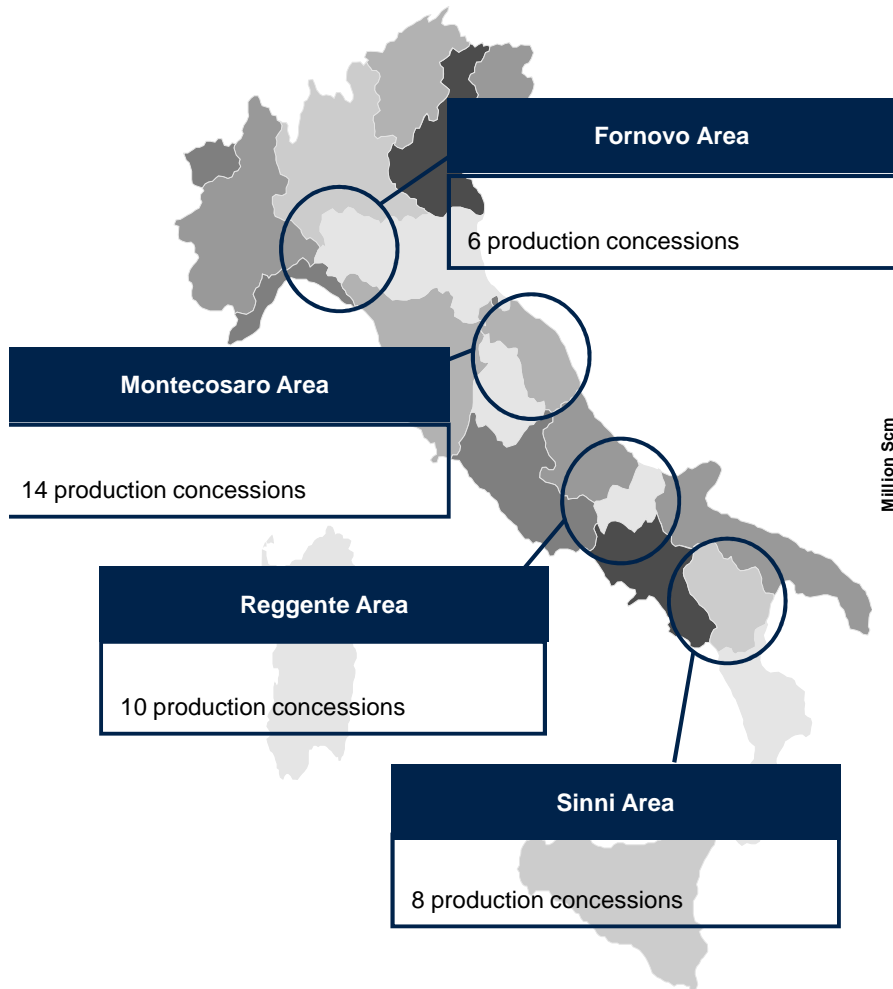 Fornovo Area
6 production concessions
Montecosaro Area
14 production concessions
Million Scm
Reggente Area
10 production concessions
Sinni Area
8 production concessions